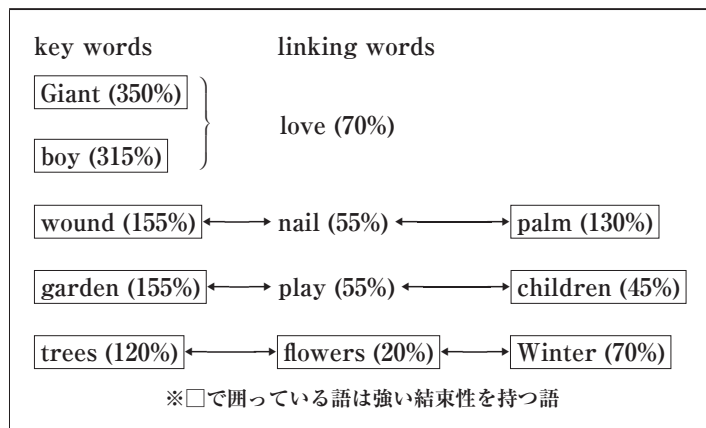 key words linking words
Giant (350%)
love (70%)
boy (315%)
wound (155%) nail (55%) palm (130%)
garden (155%) play (55%) children (45%)
trees (120%) flowers (20%) Winter (70%)
※□で囲っている語は強い結束性を持つ語